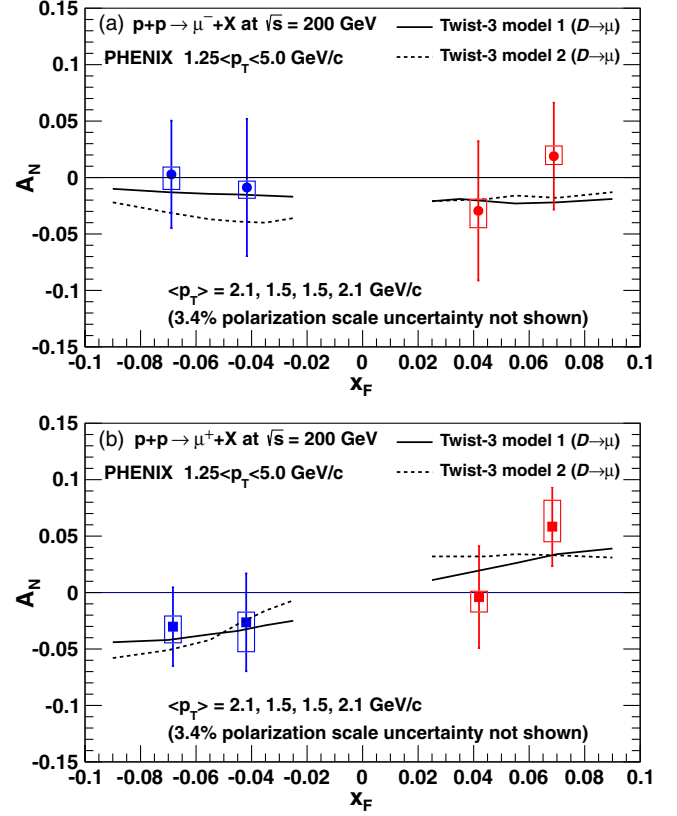 (a) p+p → μ⁻+X at √s = 200 GeV
PHENIX 1.25<p_T<5.0 GeV/c
Twist-3 model 1 (D→μ)
Twist-3 model 2 (D→μ)
0.15
0.1
0.05
0
-0.05
-0.1
-0.15
A_N
<p_T> = 2.1, 1.5, 1.5, 2.1 GeV/c
(3.4% polarization scale uncertainty not shown)
-0.1 -0.08 -0.06 -0.04 -0.02 0 0.02 0.04 0.06 0.08 0.1
x_F
(b) p+p → μ⁺+X at √s = 200 GeV
PHENIX 1.25<p_T<5.0 GeV/c
Twist-3 model 1 (D→μ)
Twist-3 model 2 (D→μ)
0.15
0.1
0.05
0
-0.05
-0.1
-0.15
A_N
<p_T> = 2.1, 1.5, 1.5, 2.1 GeV/c
(3.4% polarization scale uncertainty not shown)
-0.1 -0.08 -0.06 -0.04 -0.02 0 0.02 0.04 0.06 0.08 0.1
x_F